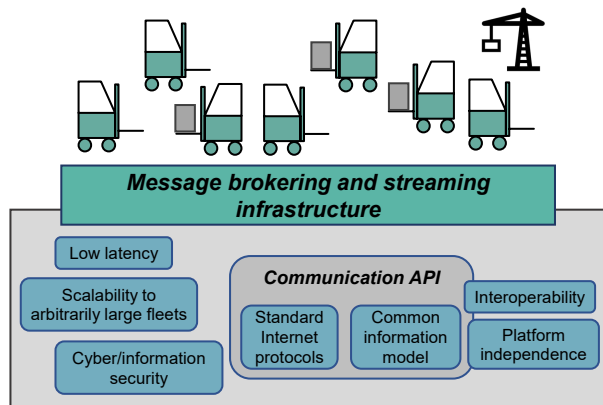 Message brokering and streaming
infrastructure
Low latency
Scalability to
arbitrarily large fleets
Cyber/information
security
Communication API
Standard
Internet
protocols
Common
information
model
Interoperability
Platform
independence